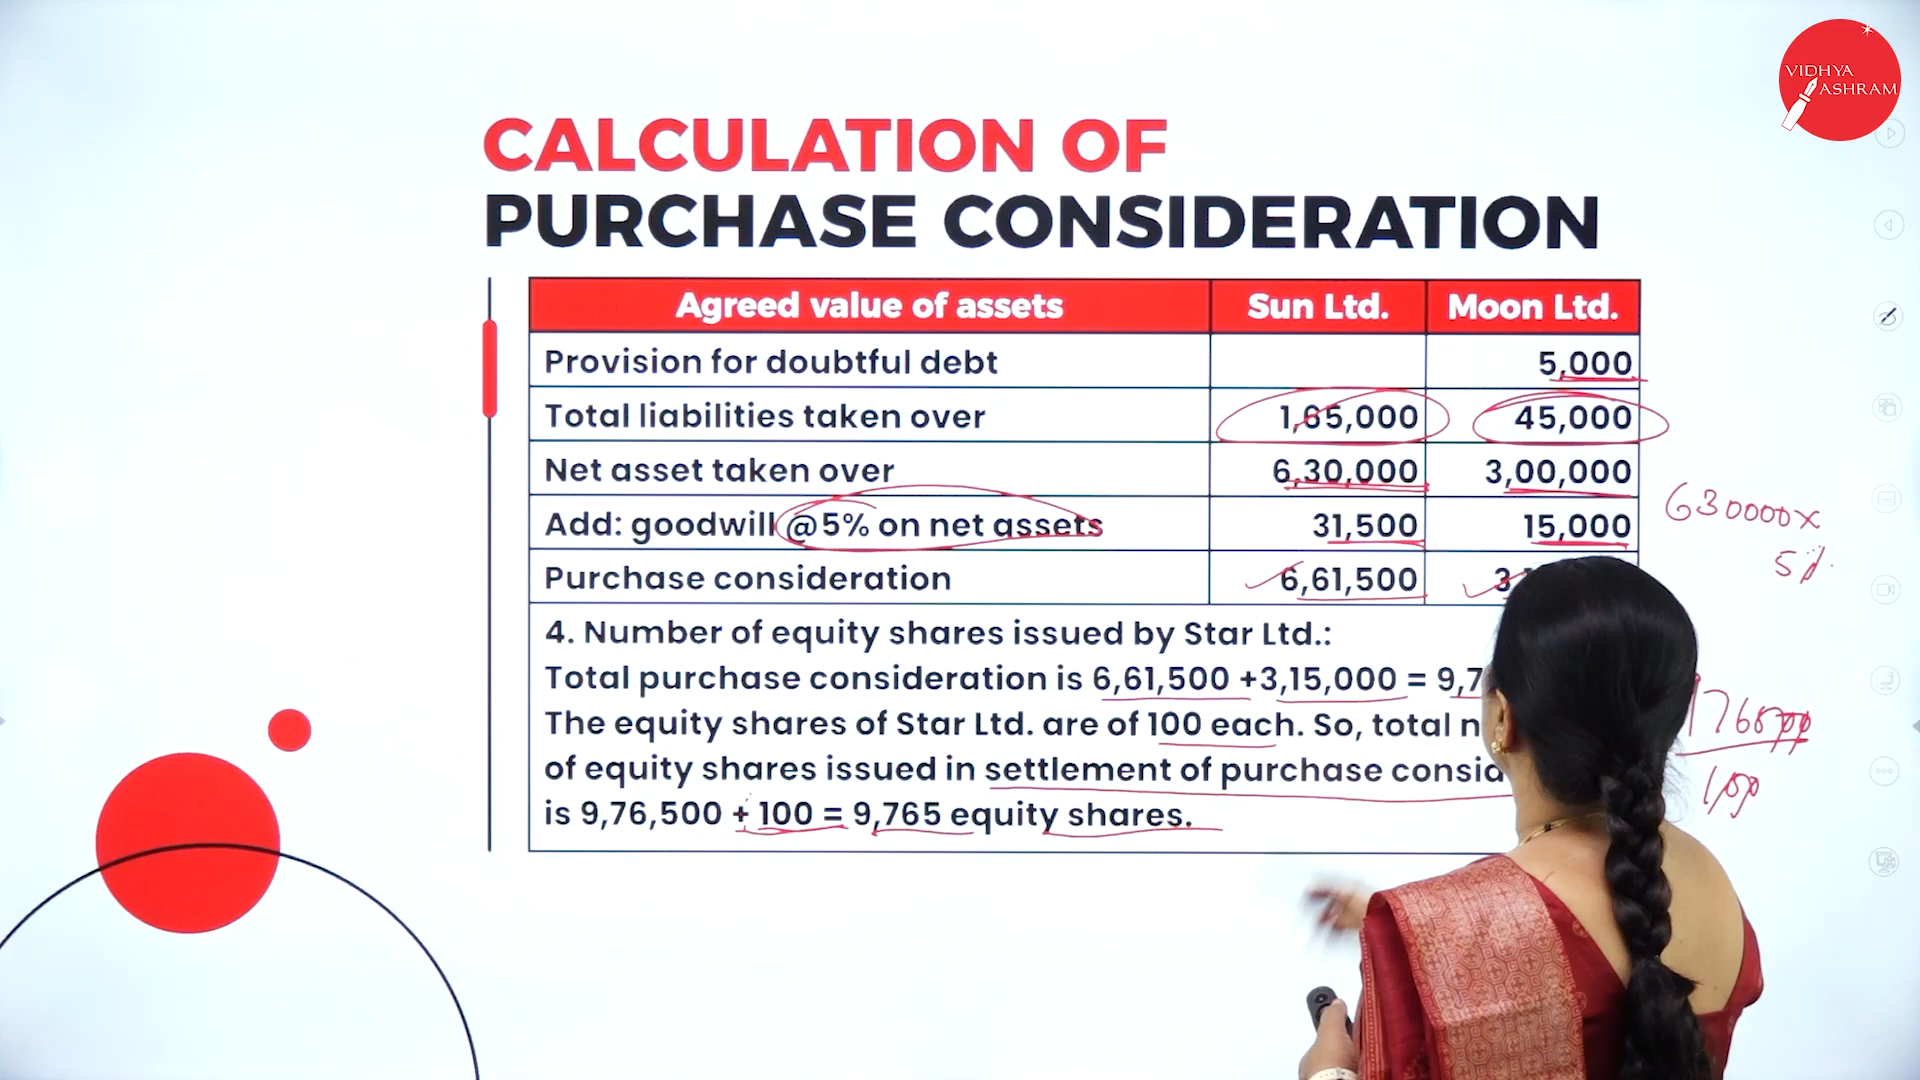 VIDHYA
ASHRAM
CALCULATION OF
PURCHASE CONSIDERATION
Agreed value of assets Sun Ltd. Moon Ltd.
Provision for doubtful debt 5,000
Total liabilities taken over 1,65,000 45,000
Net asset taken over 6,30,000 3,00,000
630000x
Add: goodwill @5% on net assets 31,500 15,000
5%
Purchase consideration 6,61,500
4. Number of equity shares issued by Star Ltd.:
Total purchase consideration is 6,61,500 +3,15,000 = 9,7
The equity shares of Star Ltd. are of 100 each. So, total n
of equity shares issued in settlement of purchase consid
100
is 9,76,500 + 100 = 9,765 equity shares.